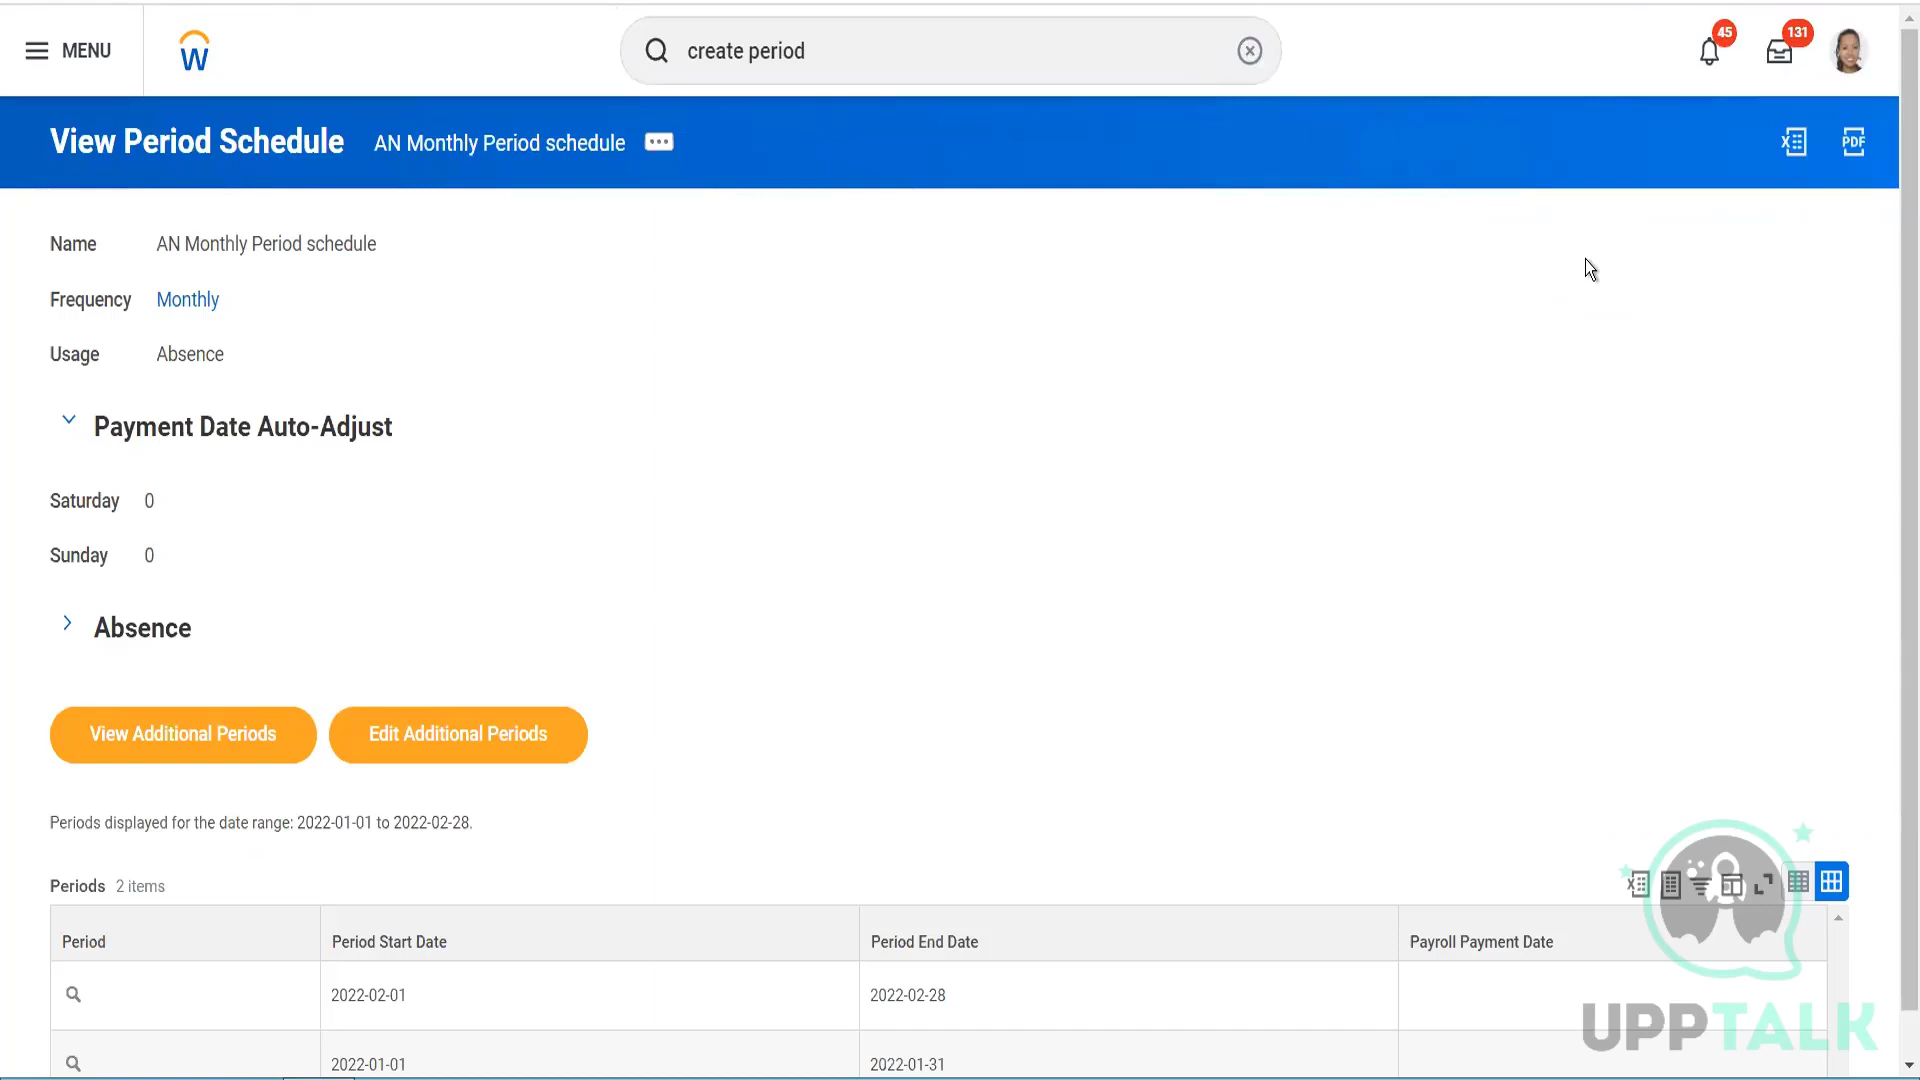 MENU
W
create period
45
131
View Period Schedule AN Monthly Period schedule
X
PDF
Name AN Monthly Period schedule
Frequency Monthly
Usage Absence
Payment Date Auto-Adjust
Saturday 0
Sunday 0
Absence
View Additional Periods Edit Additional Periods
Periods displayed for the date range: 2022-01-01 to 2022-02-28.
Periods 2 items
X
Period Period Start Date Period End Date Payroll Payment Date
2022-02-01 2022-02-28
2022-01-01 2022-01-31
UPPTALK